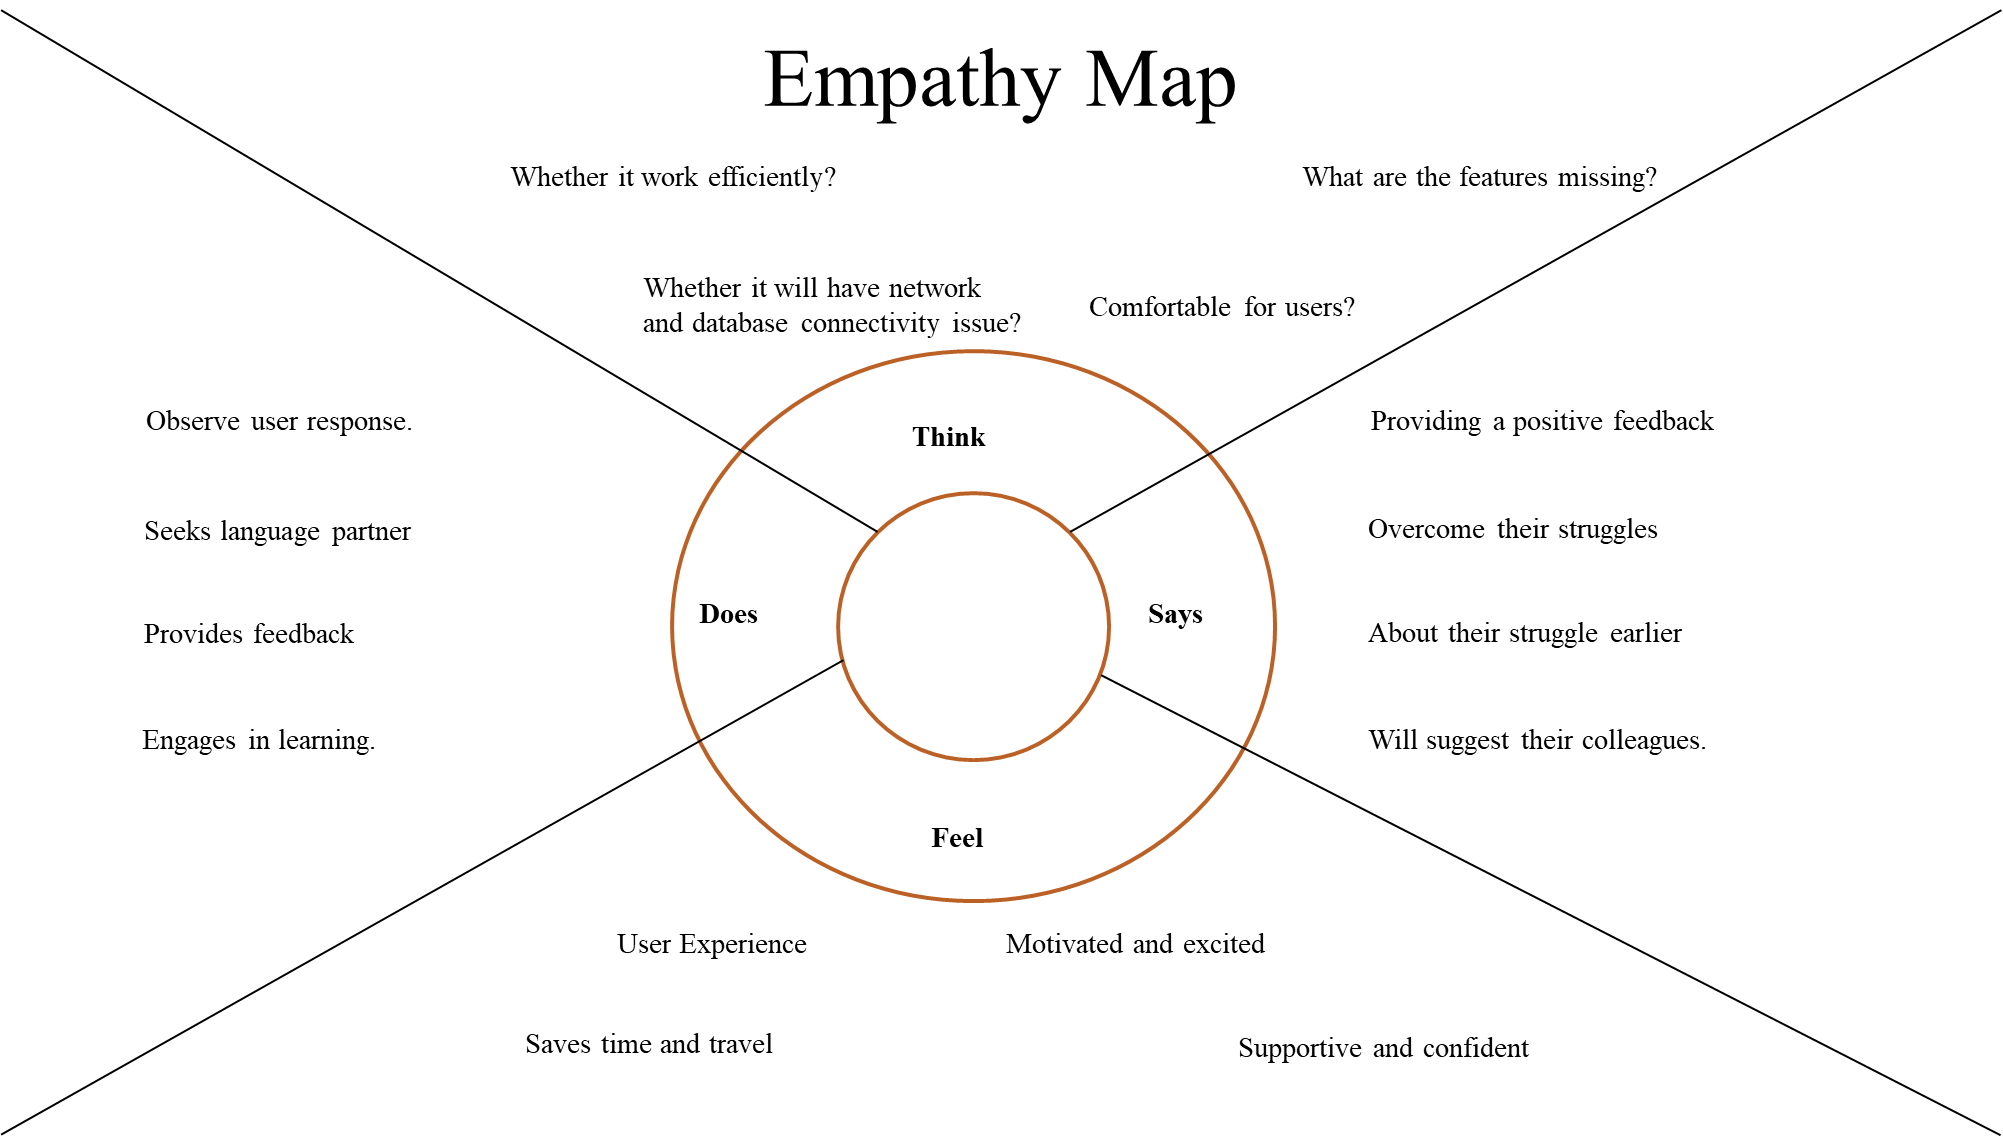 Empathy Map
Whether it work efficiently?
What are the features missing?
Whether it will have network
and database connectivity issue?
Comfortable for users?
Think
Observe user response.
Seeks language partner
Provides feedback
Engages in learning.
Does
Says
Providing a positive feedback
Overcome their struggles
About their struggle earlier
Will suggest their colleagues.
Feel
User Experience
Motivated and excited
Saves time and travel
Supportive and confident